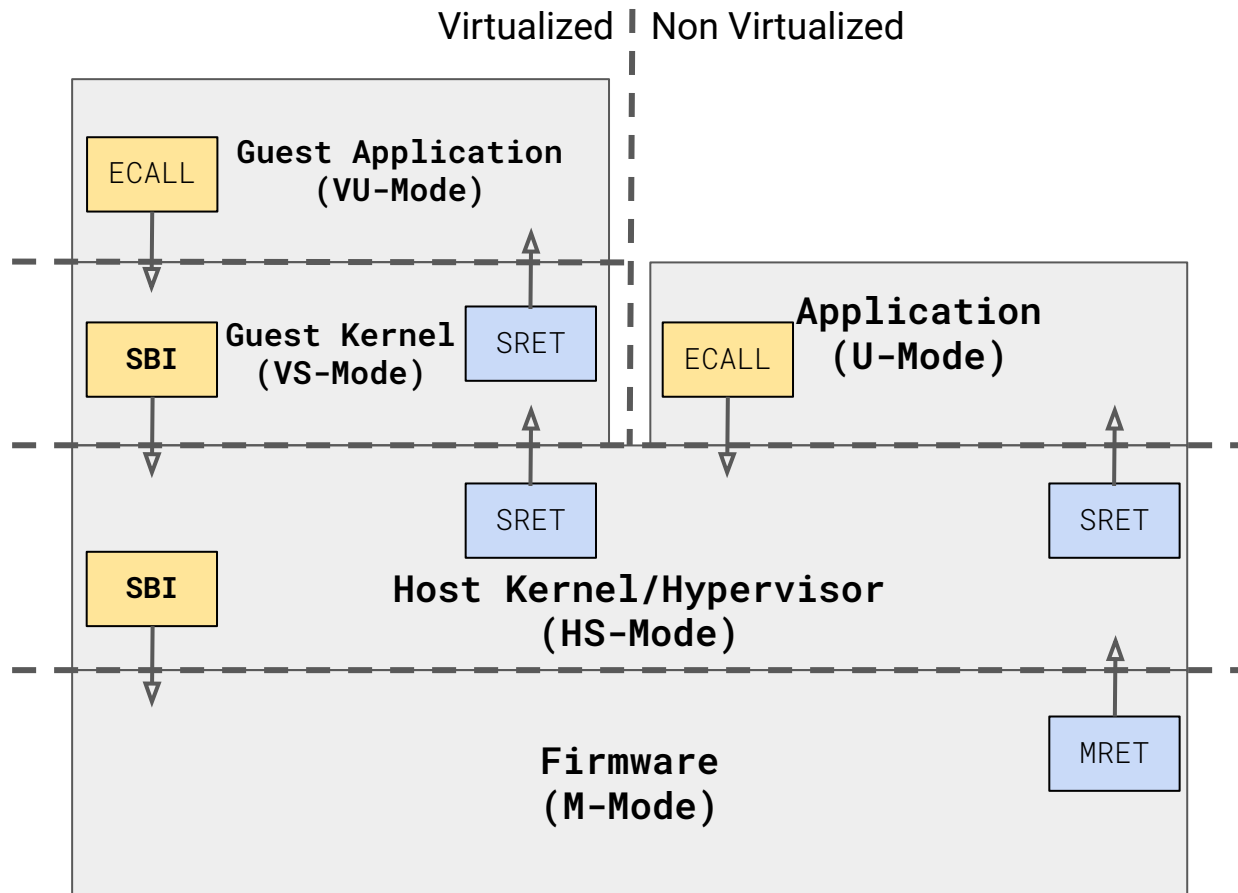 Virtualized
Non Virtualized
ECALL
Guest Application
(VU-Mode)
SBI
Guest Kernel
(VS-Mode)
SRET
ECALL
Application
(U-Mode)
SRET
SRET
SBI
Host Kernel/Hypervisor
(HS-Mode)
Firmware
(M-Mode)
MRET